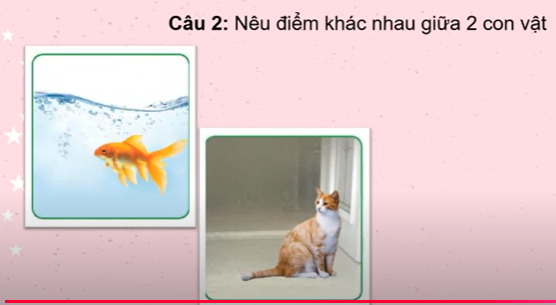 Câu 2: Nêu điểm khác nhau giữa 2 con vật